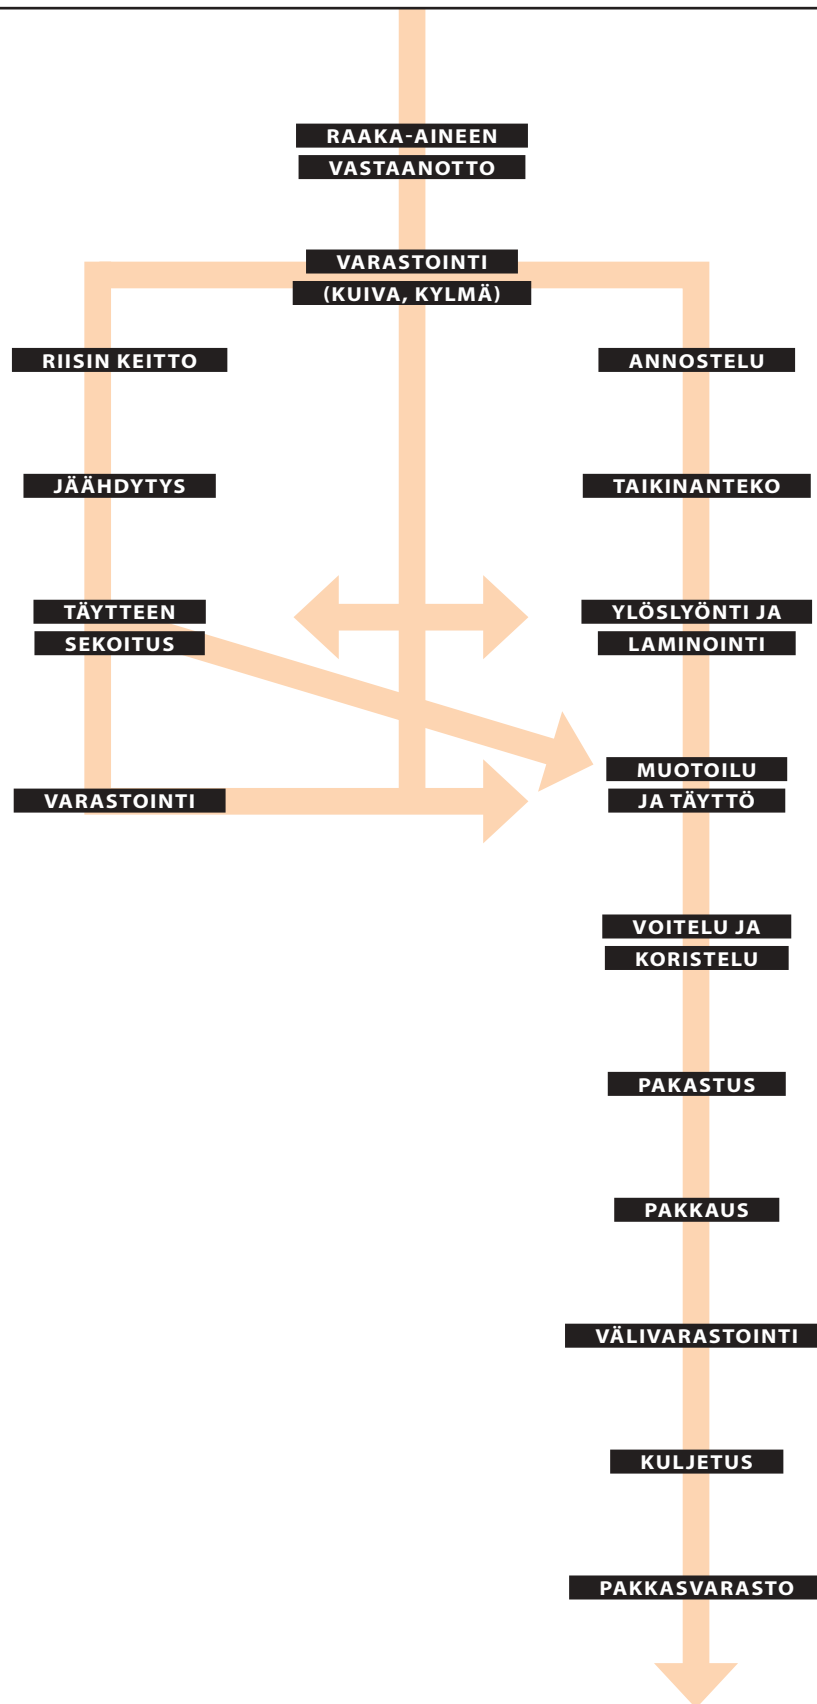 RAAKA-AINEEN
VASTAANOTTO
VARASTOINTI
(KUIVA, KYLMÄ)
RIISIN KEITTO
ANNOSTELU
JÄÄHDYTYS
TAIKINANTEKO
TÄYTTEEN
SEKOITUS
YLÖSLYÖNTI JA
LAMINOINTI
VARASTOINTI
MUOTOILU
JA TÄYTTÖ
VOITELU JA
KORISTELU
PAKASTUS
PAKKAUS
VÄLIVARASTOINTI
KULJETUS
PAKKASVARASTO